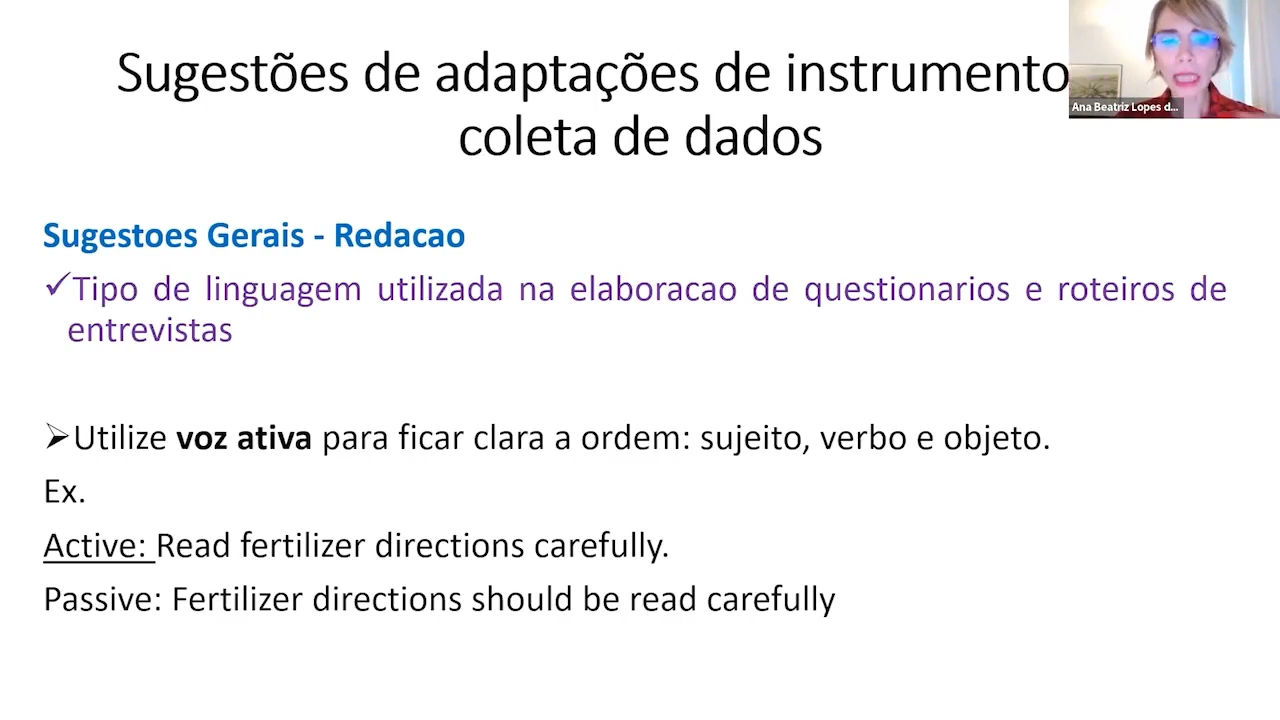 Sugestões de adaptações de instrumento
coleta de dados
Ana Beatriz Lopes d...
Sugestoes Gerais - Redacao
✓Tipo de linguagem utilizada na elaboracao de questionarios e roteiros de
entrevistas
➢Utilize voz ativa para ficar clara a ordem: sujeito, verbo e objeto.
Ex.
Active: Read fertilizer directions carefully.
Passive: Fertilizer directions should be read carefully